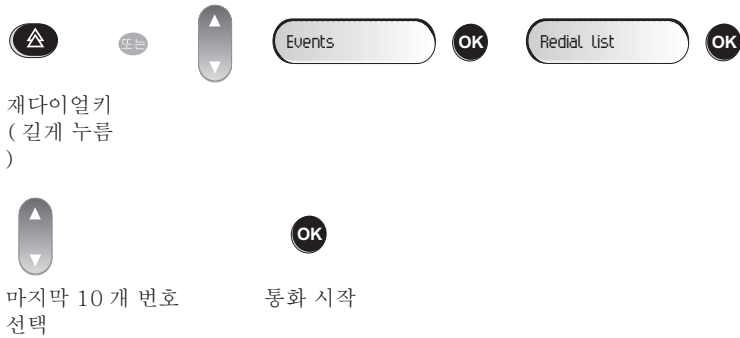 또는 Events OK Redial list OK
재다이얼키
( 길게 누름
)
OK
마지막 10 개 번호 통화 시작
선택